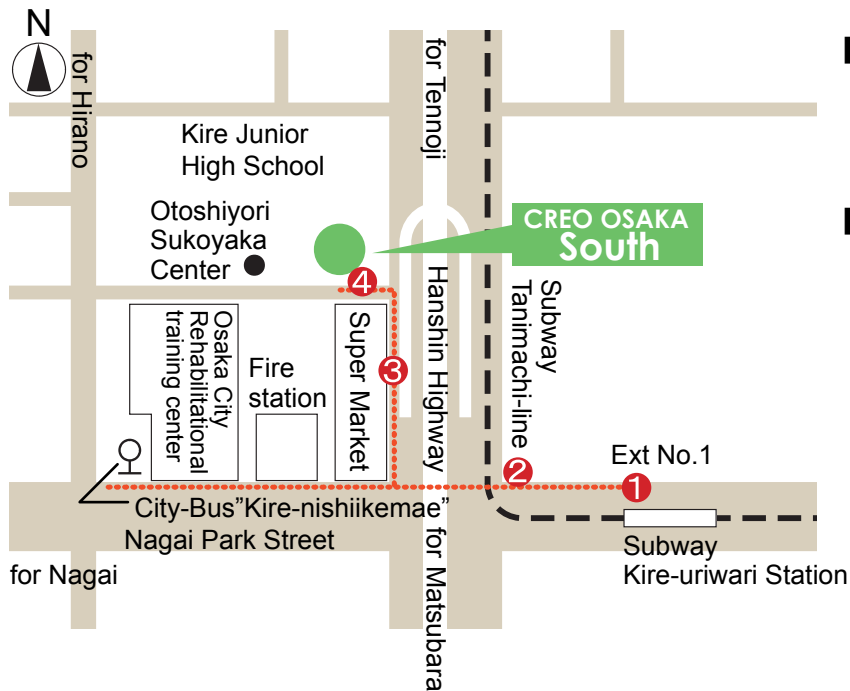 N
for Hirano
for Tennoji
Kire Junior
High School
Otoshiyori
Sukoyaka
Center
CREO OSAKA
South
4
Hanshin Highway
Subway
Tanimachi-line
Osaka City
Rehabilitational
training center
Fire
station
Super Market
3
2
Ext No.1
1
City-Bus”Kire-nishiikemae”
Nagai Park Street
for Nagai
for Matsubara
Subway
Kire-uriwari Station